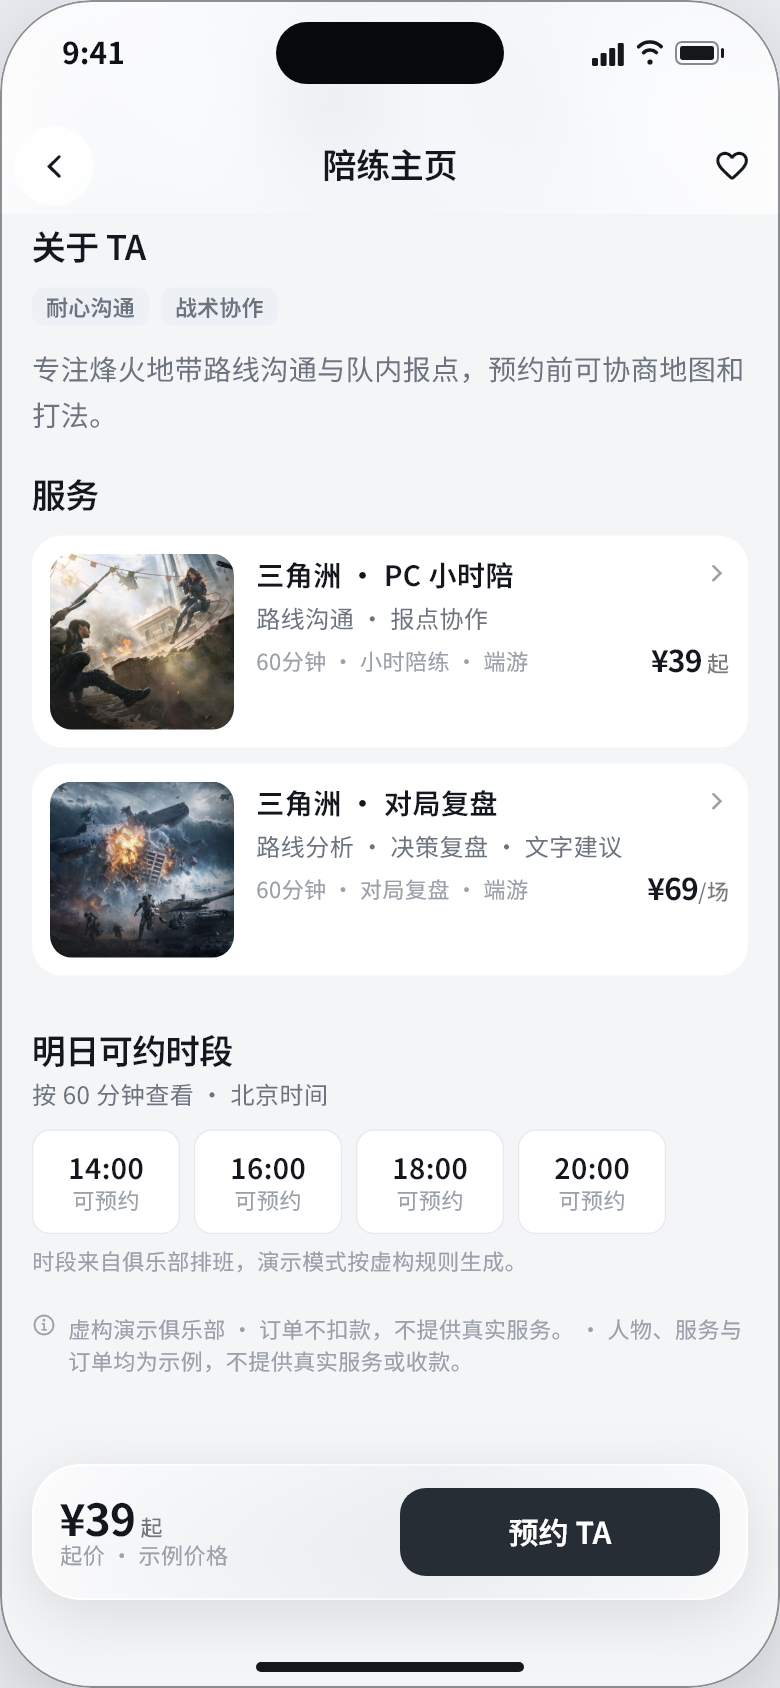 9:41
陪练主页
关于 TA
耐心沟通 战术协作
专注烽火地带路线沟通与队内报点，预约前可协商地图和
打法。
服务
三角洲 · PC 小时陪
路线沟通 · 报点协作
60分钟 · 小时陪练 · 端游 ¥39 起
三角洲 · 对局复盘
路线分析 · 决策复盘 · 文字建议
60分钟 · 对局复盘 · 端游 ¥69/场
明日可约时段
按 60 分钟查看 · 北京时间
14:00 16:00 18:00 20:00
可预约 可预约 可预约 可预约
时段来自俱乐部排班，演示模式按虚构规则生成。
虚构演示俱乐部 · 订单不扣款，不提供真实服务。 · 人物、服务与
订单均为示例，不提供真实服务或收款。
¥39 起
起价 · 示例价格
预约 TA